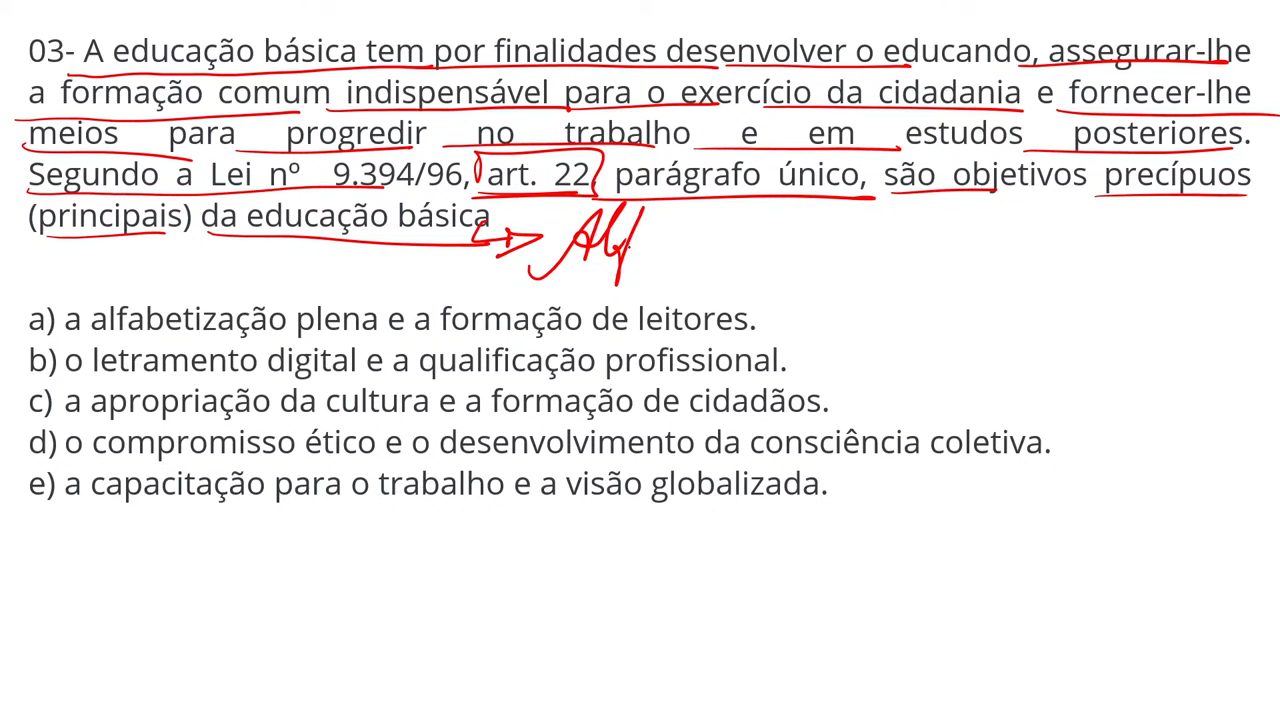 03- A educação básica tem por finalidades desenvolver o educando, assegurar-lhe
a formação comum indispensável para o exercício da cidadania e fornecer-lhe
meios para progredir no trabalho e em estudos posteriores.
Segundo a Lei nº 9.394/96, art. 22, parágrafo único, são objetivos precípuos
(principais) da educação básica
Alf
a) a alfabetização plena e a formação de leitores.
b) o letramento digital e a qualificação profissional.
c) a apropriação da cultura e a formação de cidadãos.
d) o compromisso ético e o desenvolvimento da consciência coletiva.
e) a capacitação para o trabalho e a visão globalizada.